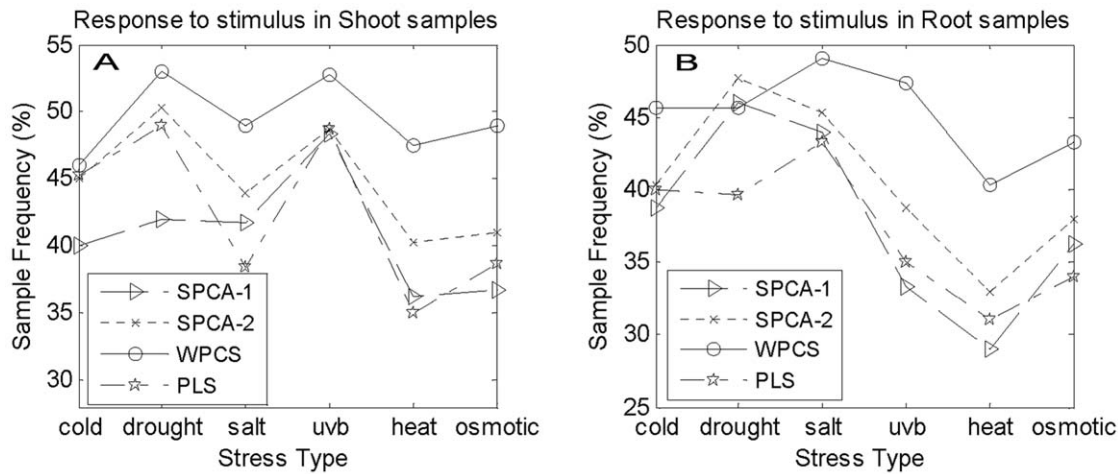 Response to stimulus in Shoot samples
A
55
50
45
40
35
30
Sample Frequency (%)
SPCA-1
SPCA-2
WPCS
PLS
cold drought salt uvb heat osmotic
Stress Type
Response to stimulus in Root samples
B
50
45
40
35
30
25
Sample Frequency (%)
SPCA-1
SPCA-2
WPCS
PLS
cold drought salt uvb heat osmotic
Stress Type